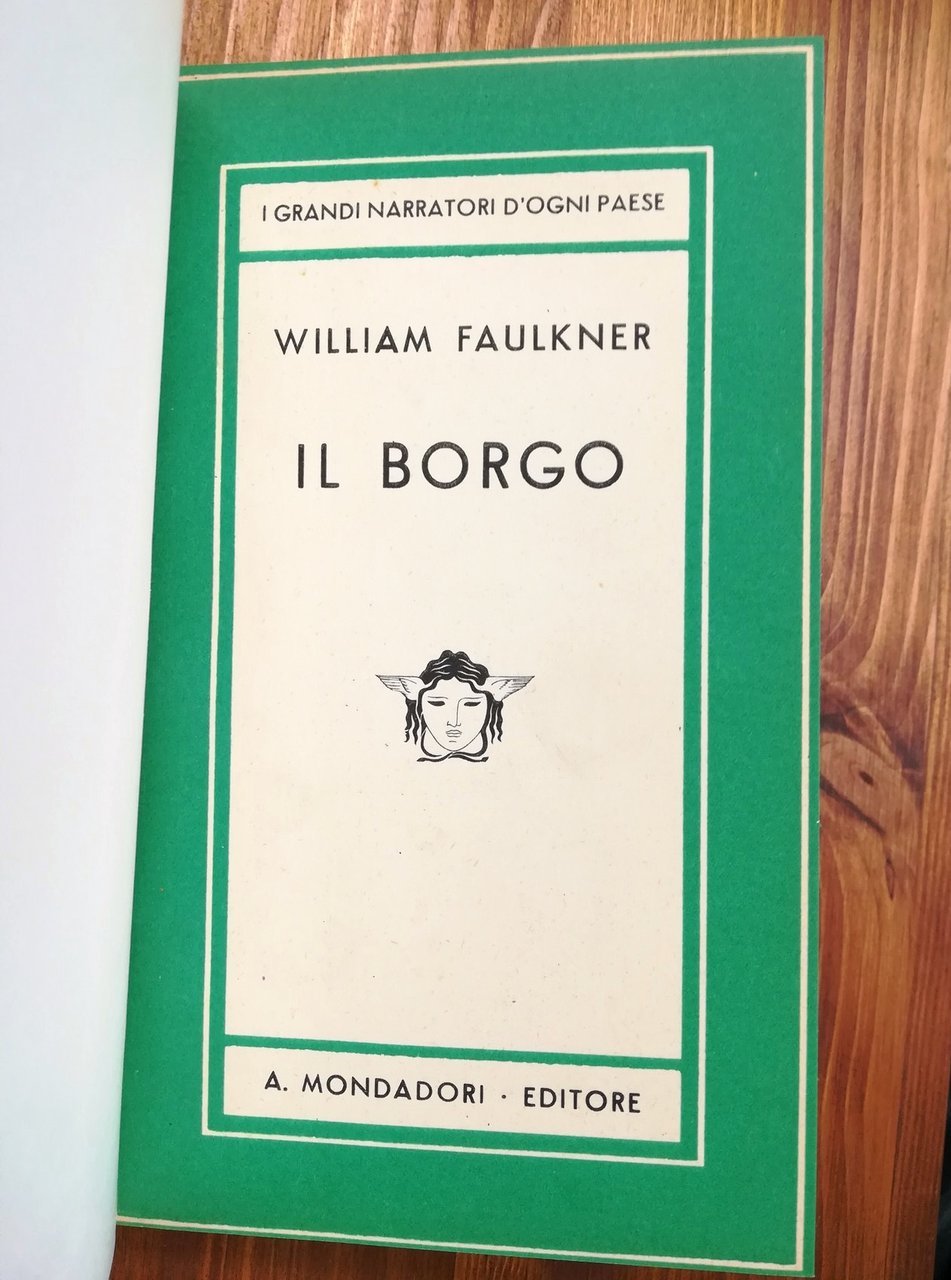 I GRANDI NARRATORI D'OGNI PAESE
WILLIAM FAULKNER
IL BORGO
A. MONDADORI · EDITORE